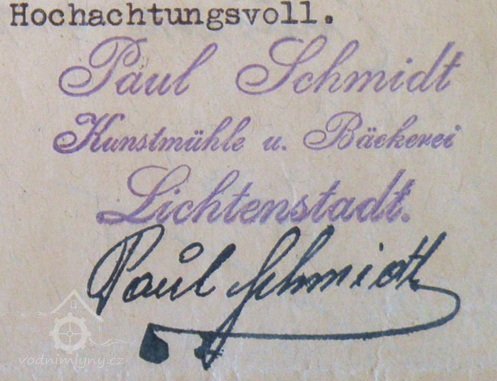 Hochachtungsvoll.
Paul Schmidt
Kunstmühle u. Bäckerei
Lichtenstadt.
Paul Schmidt
vodnimlyny.cz